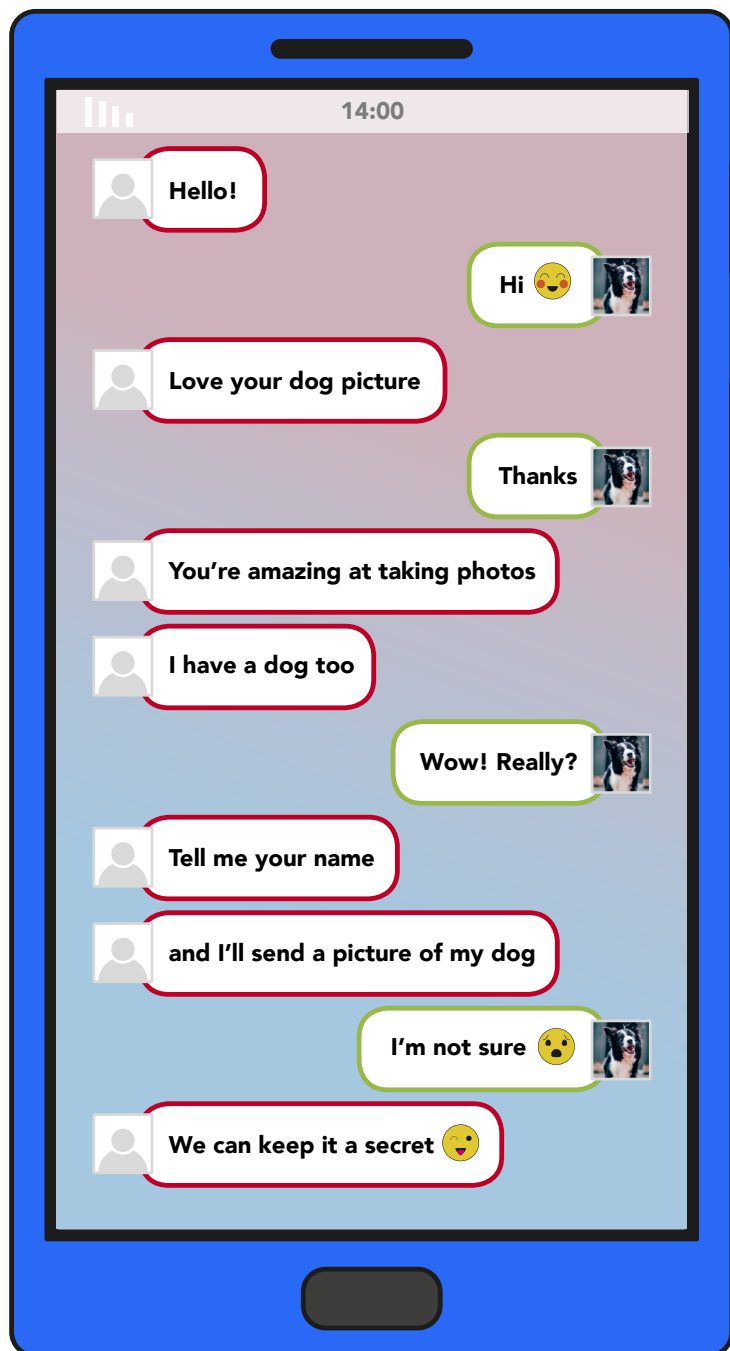 14:00
Hello!
Hi
Love your dog picture
Thanks
You’re amazing at taking photos
I have a dog too
Wow! Really?
Tell me your name
and I’ll send a picture of my dog
I’m not sure
We can keep it a secret